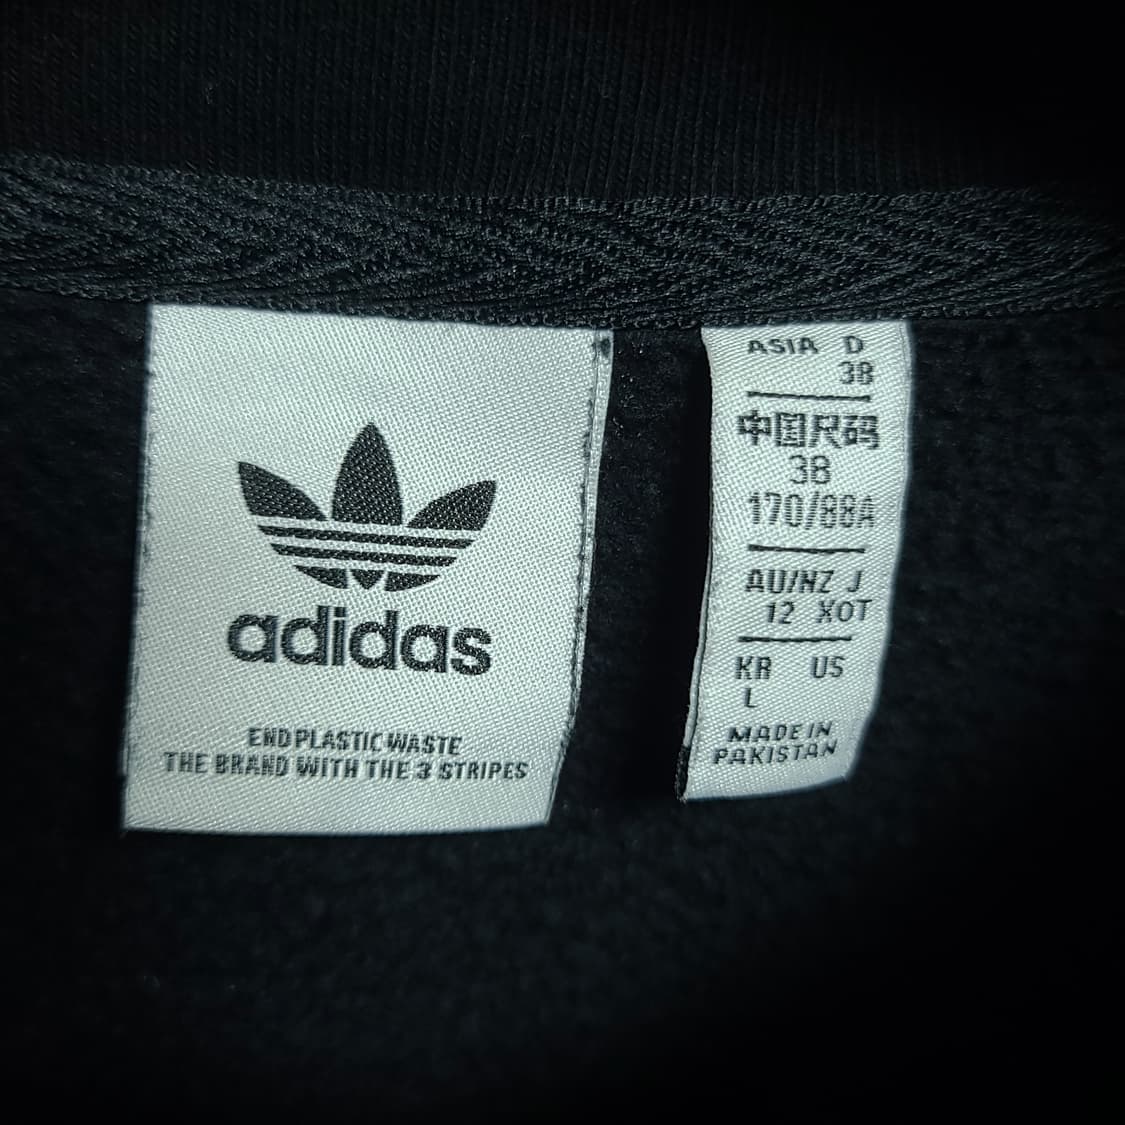 adidas
END PLASTIC WASTE
THE BRAND WITH THE 3 STRIPES
ASIA D
38
中国尺码
38
170/88A
AU/NZ J
12 XOT
KR US
L
MADE IN
PAKISTAN